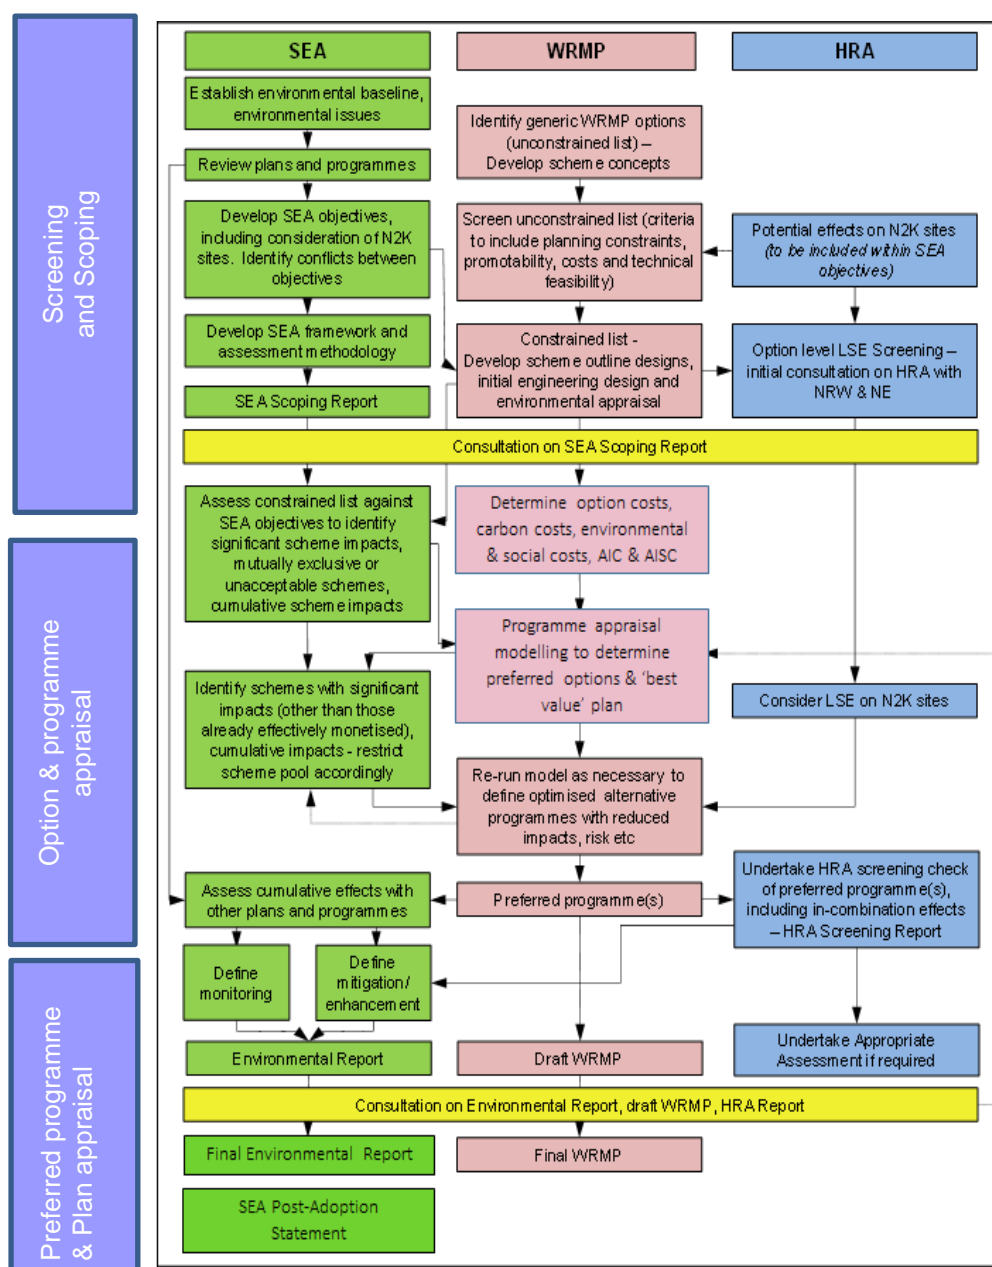 Screening
and Scoping
Option & programme
appraisal
Preferred programme
& Plan appraisal
SEA
Establish environmental baseline,
environmental issues
Review plans and programmes
Develop SEA objectives,
including consideration of N2K
sites. Identify conflicts between
objectives
Develop SEA framework and
assessment methodology
SEA Scoping Report
WRMP
Identify generic WRMP options
(unconstrained list) –
Develop scheme concepts
Screen unconstrained list (criteria
to include planning constraints,
promotability, costs and technical
feasibility)
Constrained list -
Develop scheme outline designs,
initial engineering design and
environmental appraisal
HRA
Potential effects on N2K sites
(to be included within SEA
objectives)
Option level LSE Screening –
initial consultation on HRA with
NRW & NE
Consultation on SEA Scoping Report
Assess constrained list against
SEA objectives to identify
significant scheme impacts,
mutually exclusive or
unacceptable schemes,
cumulative scheme impacts
Identify schemes with significant
impacts (other than those
already effectively monetised),
cumulative impacts - restrict
scheme pool accordingly
Determine option costs,
carbon costs, environmental
& social costs, AIC & AISC
Programme appraisal
modelling to determine
preferred options & ‘best
value’ plan
Re-run model as necessary to
define optimised alternative
programmes with reduced
impacts, risk etc
Consider LSE on N2K sites
Assess cumulative effects with
other plans and programmes
Preferred programme(s)
Undertake HRA screening check
of preferred programme(s),
including in-combination effects
– HRA Screening Report
Define
monitoring
Define
mitigation/
enhancement
Environmental Report
Draft WRMP
Undertake Appropriate
Assessment if required
Consultation on Environmental Report, draft WRMP, HRA Report
Final Environmental Report
Final WRMP
SEA Post-Adoption
Statement